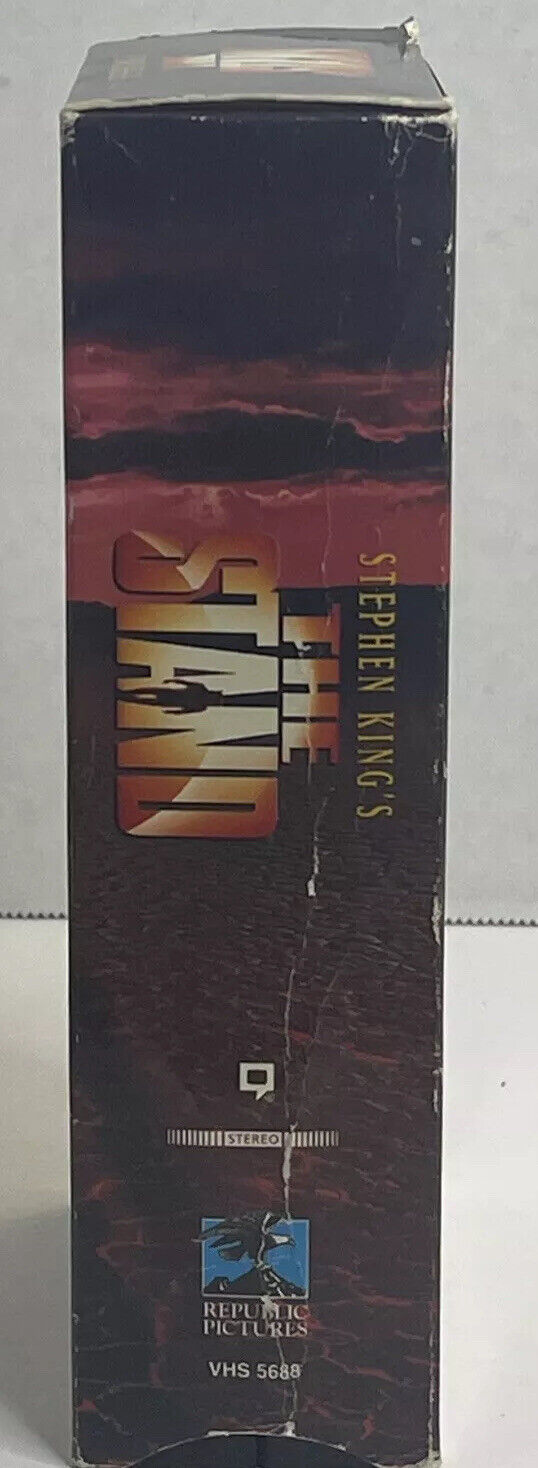 STEPHEN KING'S
THE
STAND
STEREO
REPUBLIC
PICTURES
VHS 5688